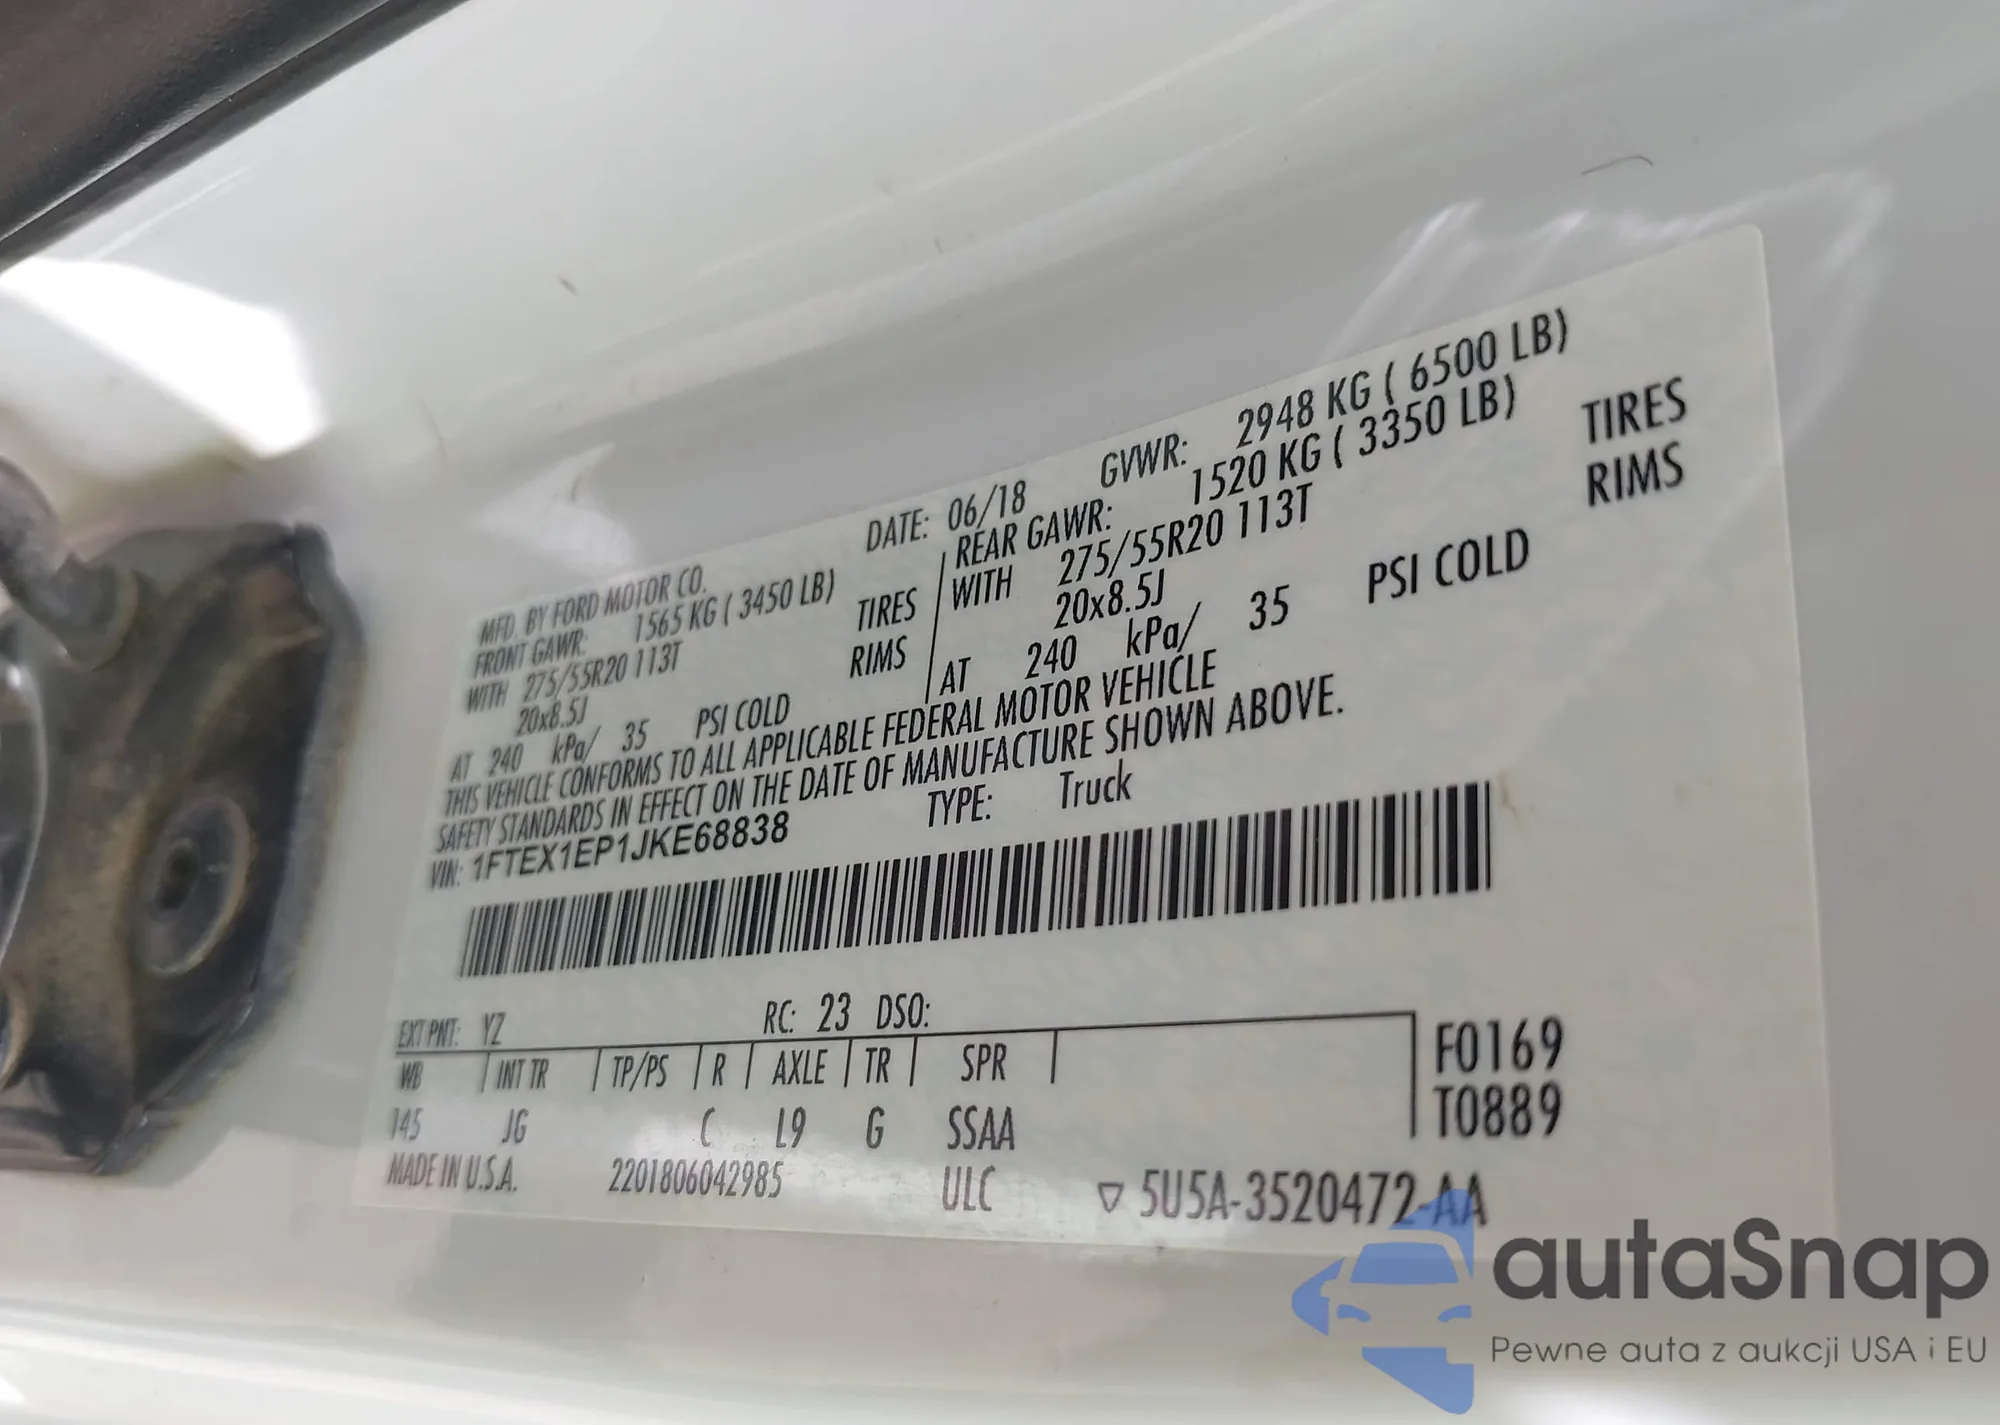 MFD. BY FORD MOTOR CO. DATE: 06/18 GVWR: 2948 KG ( 6500 LB)
FRONT GAWR: 1565 KG ( 3450 LB) REAR GAWR: 1520 KG ( 3350 LB)
WITH 275/55R20 113T TIRES WITH 275/55R20 113T TIRES
20x8.5J RIMS 20x8.5J RIMS
AT 240 kPa/ 35 PSI COLD AT 240 kPa/ 35 PSI COLD
THIS VEHICLE CONFORMS TO ALL APPLICABLE FEDERAL MOTOR VEHICLE
SAFETY STANDARDS IN EFFECT ON THE DATE OF MANUFACTURE SHOWN ABOVE.
VIN: 1FTEX1EP1JKE68838 TYPE: Truck
EXT PNT: YZ RC: 23 DSO:
WB INT TR TP/PS R AXLE TR SPR F0169
145 JG C L9 G SSAA T0889
MADE IN U.S.A. 2201806042985 ULC ▽ 5U5A-3520472-AA
autaSnap
Pewne auta z aukcji USA i EU